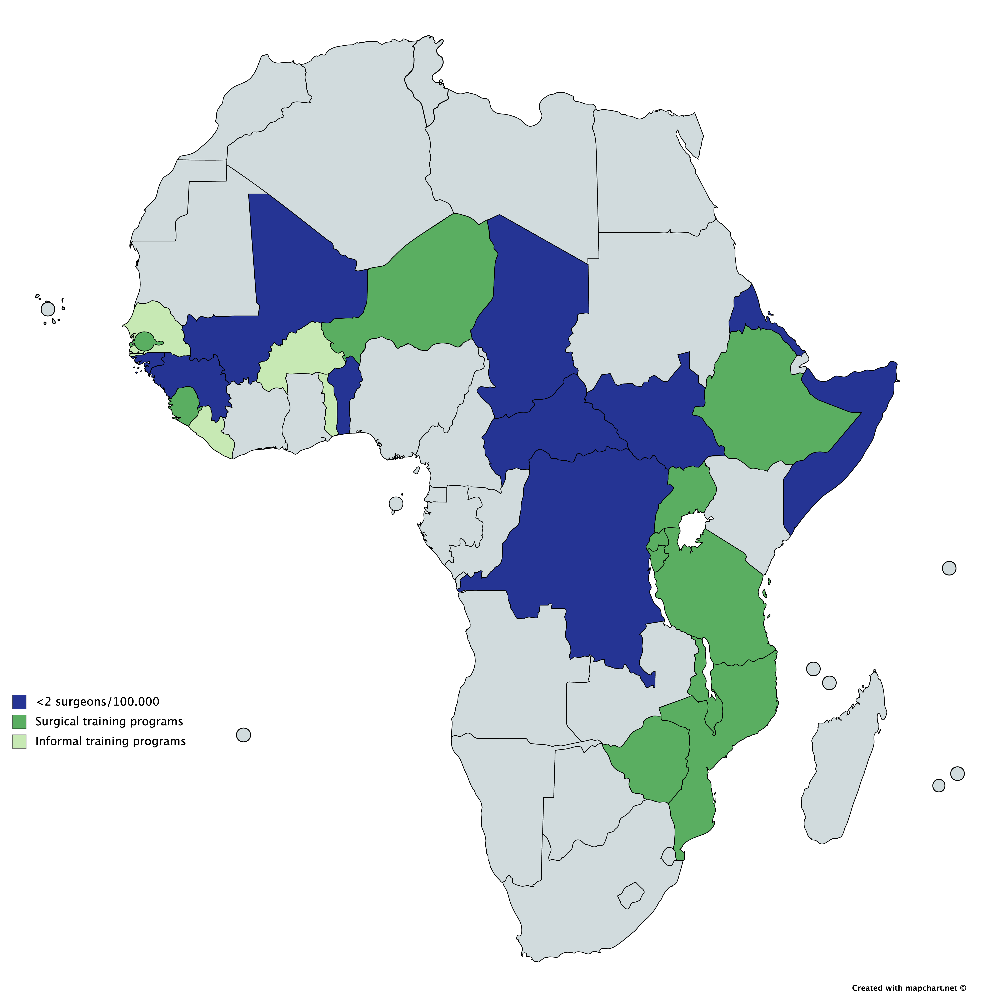 <2 surgeons/100.000
Surgical training programs
Informal training programs
Created with mapchart.net ©